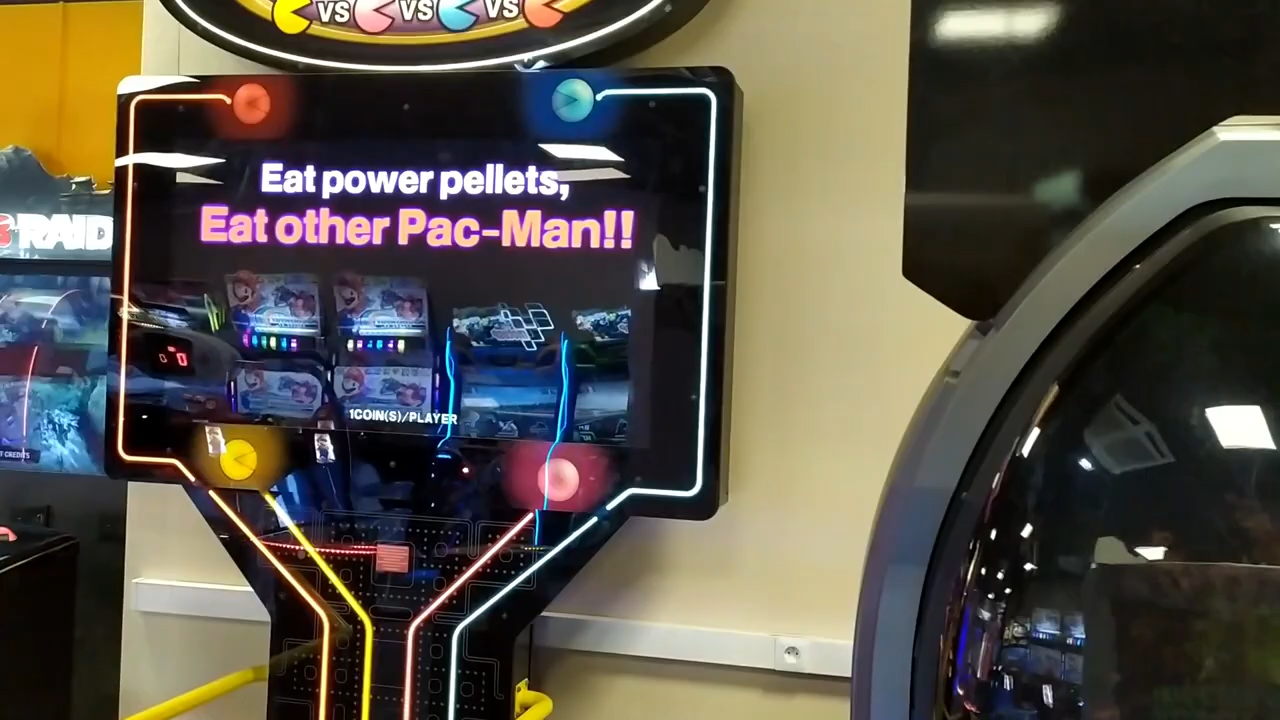 VS VS VS
Eat power pellets,
Eat other Pac-Man!!
RAID
1COIN(S)/PLAYER
T CREDITS